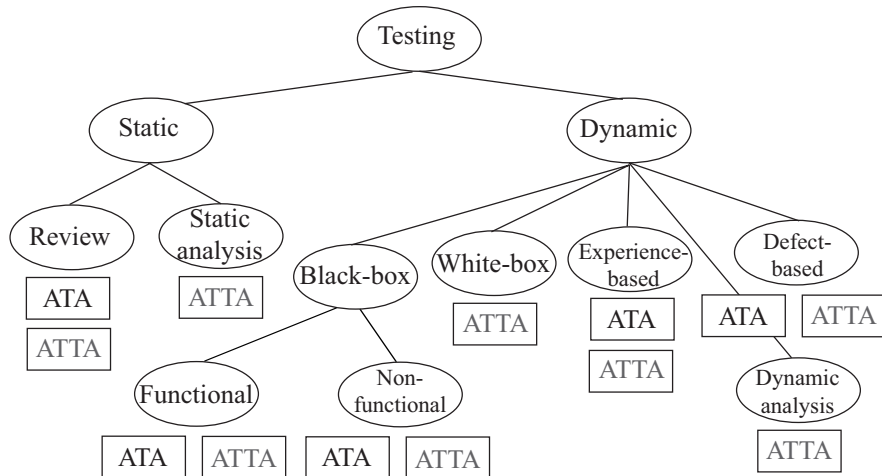 Testing
Static
Dynamic
Review
Static
analysis
Black-box
White-box
Experience-
based
Defect-
based
ATA
ATTA
ATTA
ATTA
ATA
ATTA
ATA
ATTA
Functional
Non-
functional
Dynamic
analysis
ATA
ATTA
ATA
ATTA
ATTA